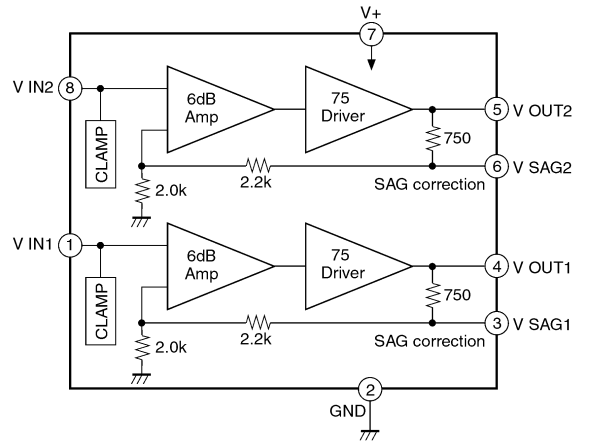 V+
7
V IN2
8
6dB
Amp
75
Driver
5
V OUT2
CLAMP
750
2.0k
2.2k
6
V SAG2
SAG correction
V IN1
1
6dB
Amp
75
Driver
4
V OUT1
CLAMP
750
2.0k
2.2k
3
V SAG1
SAG correction
2
GND